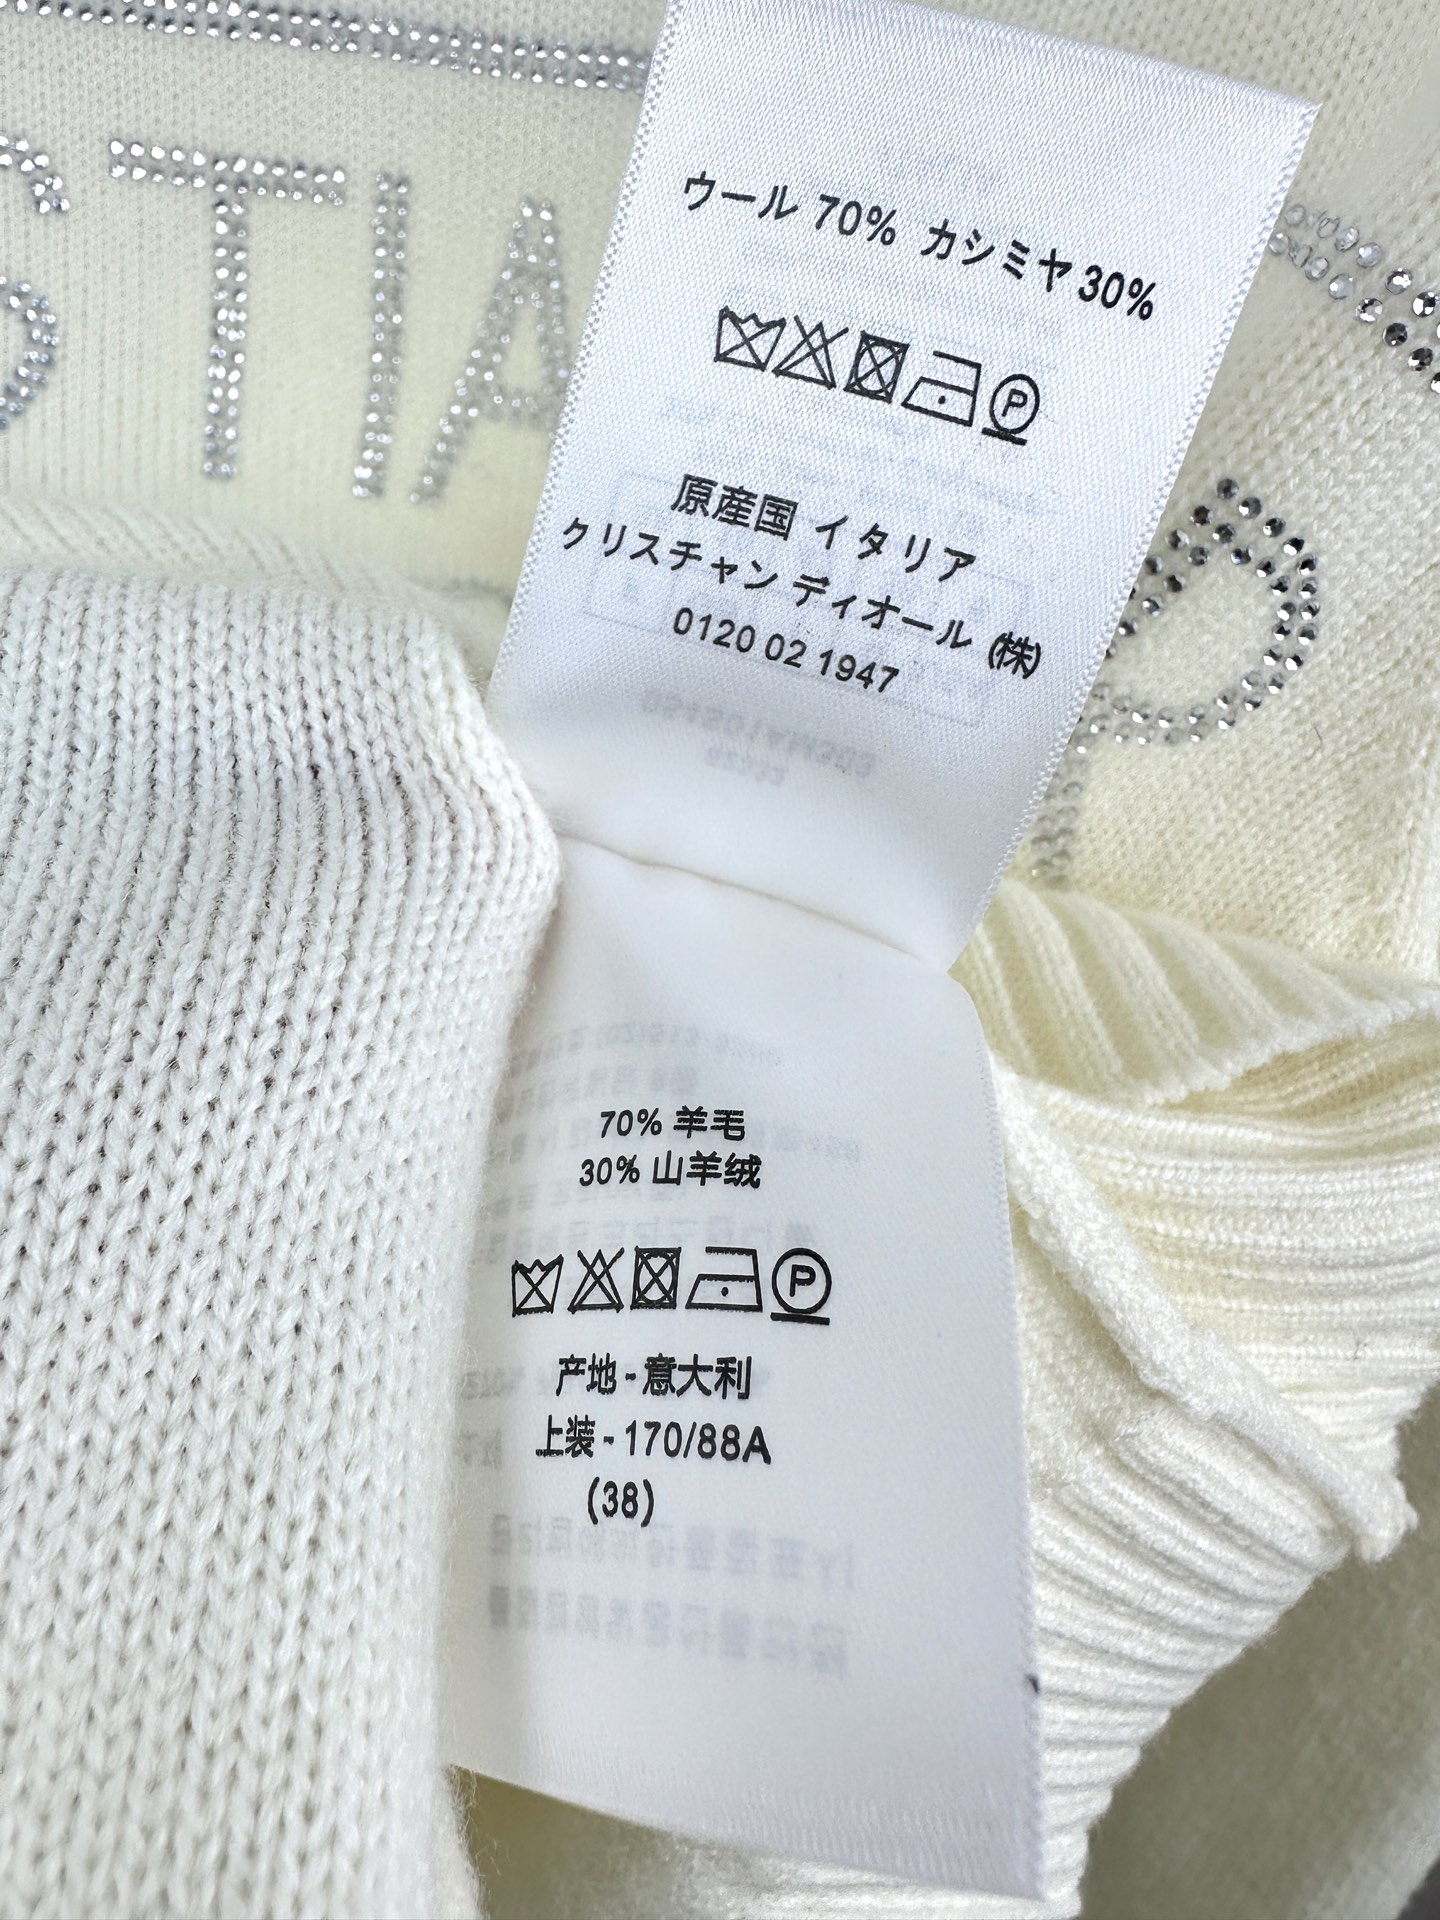 STIA
ウール 70% カシミヤ 30%
P
原産国 イタリア
クリスチャン ディオール (株)
0120 02 1947
70% 羊毛
30% 山羊绒
P
产地 - 意大利
上装 - 170/88A
(38)